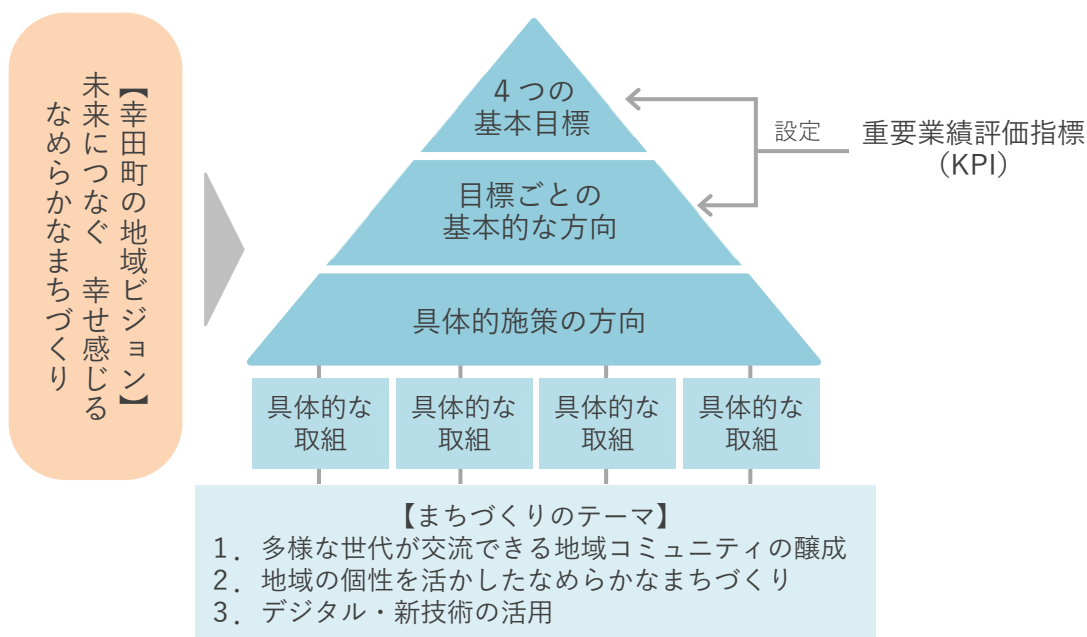 【幸田町の地域ビジョン】
未来につなぐ　幸せ感じる
なめらかなまちづくり
4つの
基本目標
設定
重要業績評価指標
（KPI）
目標ごとの
基本的な方向
具体的施策の方向
具体的な
取組
具体的な
取組
具体的な
取組
具体的な
取組
【まちづくりのテーマ】
1．多様な世代が交流できる地域コミュニティの醸成
2．地域の個性を活かしたなめらかなまちづくり
3．デジタル・新技術の活用